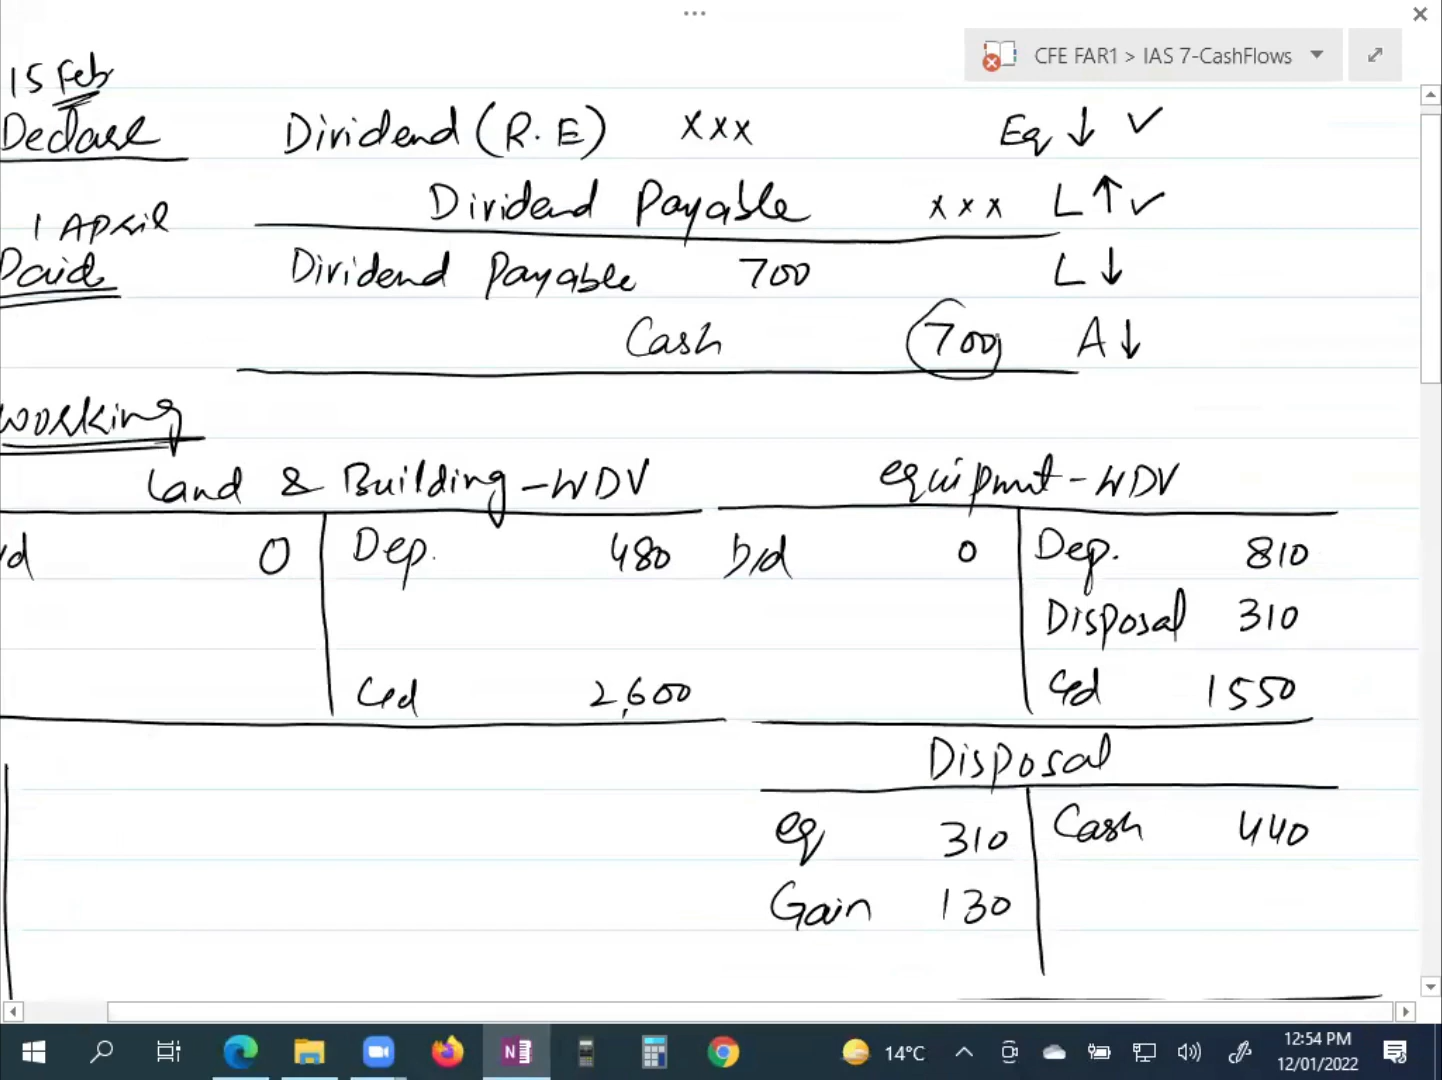 CFE FAR1 > IAS 7-CashFlows
15 Feb
Declare Dividend (R.E) xxx Eq ↓ ✓
Dividend Payable xxx L ↑ ✓
1 April
Paid Dividend Payable 700 L ↓
Cash 700 A ↓
Working
Land & Building - WDV
/d 0 Dep. 480
c/d 2,600
equipmnt - WDV
b/d 0 Dep. 810
Disposal 310
c/d 1550
Disposal
eq 310 Cash 440
Gain 130
14°C
12:54 PM
12/01/2022